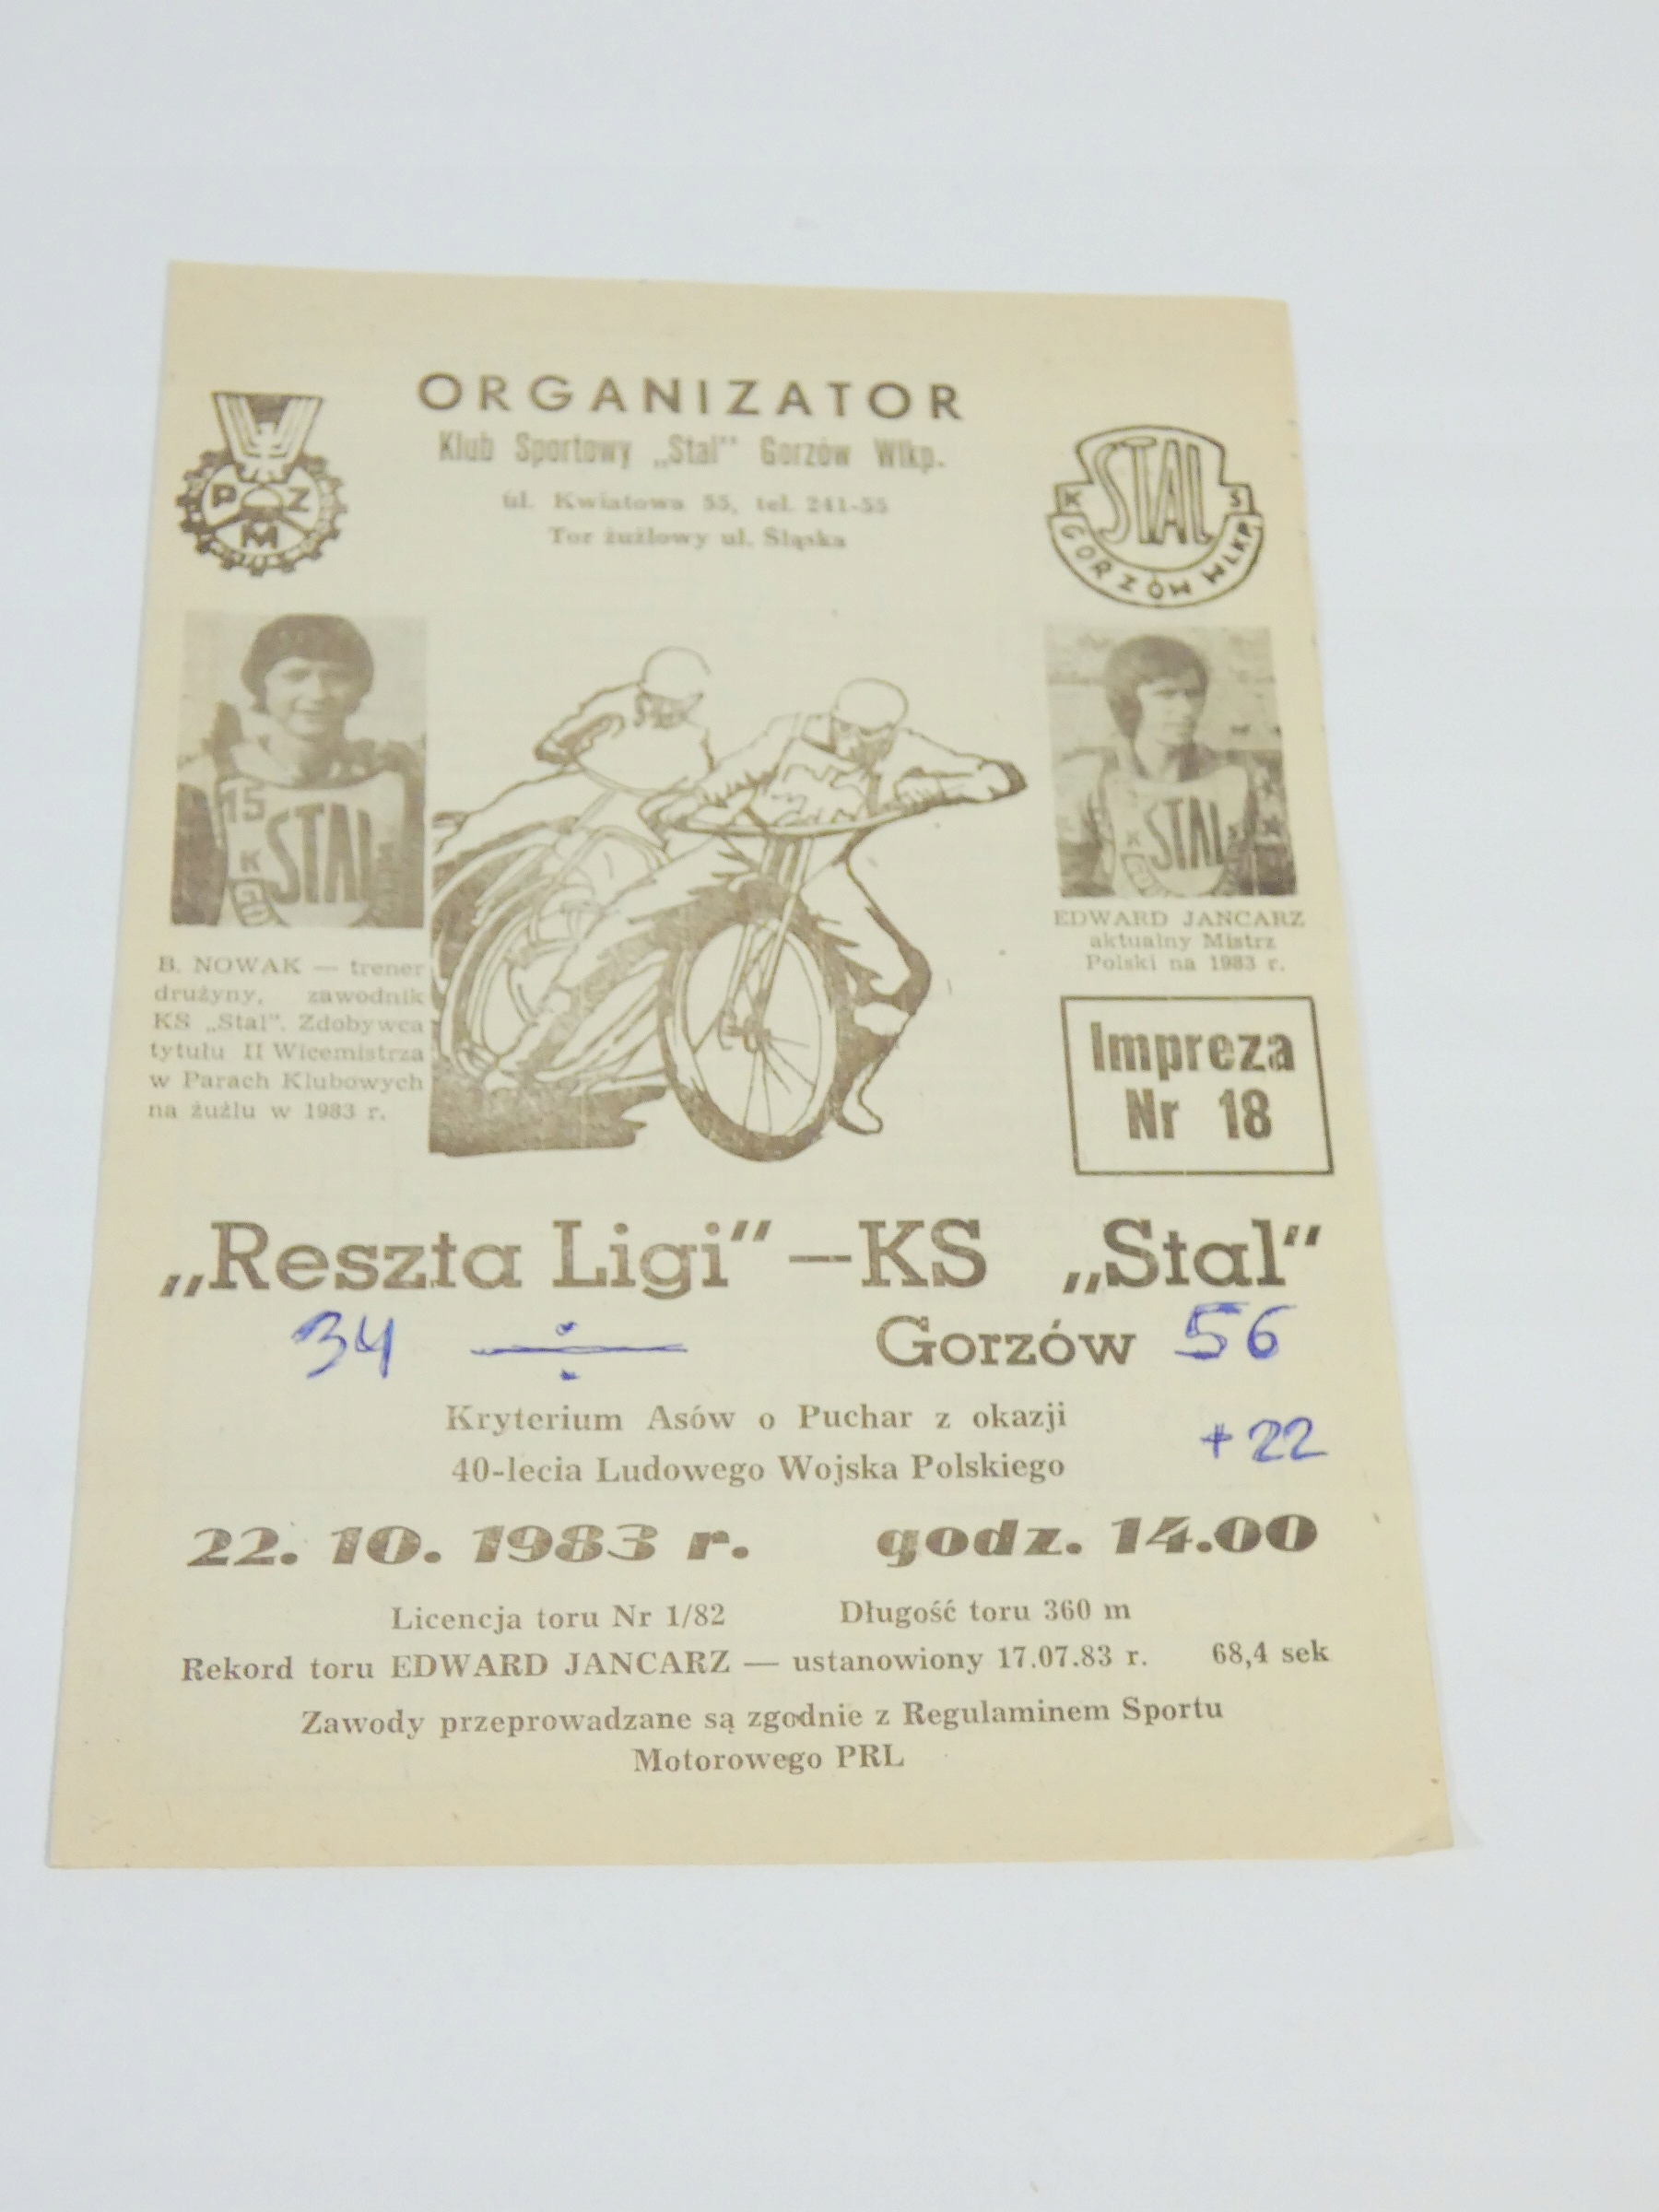 ORGANIZATOR
Klub Sportowy „Stal” Gorzów Wlkp.
ul. Kwiatowa 55, tel. 241-55
Tor żużlowy ul. Śląska
P Z
M
STAL
K S
GORZÓW WLKP
15
K STAL
STAL
B. NOWAK — trener
drużyny, zawodnik
KS „Stal”. Zdobywca
tytułu II Wicemistrza
w Parach Klubowych
na żużlu w 1983 r.
EDWARD JANCARZ
aktualny Mistrz
Polski na 1983 r.
Impreza
Nr 18
„Reszta Ligi” — KS „Stal”
34 ÷ Gorzów 56
Kryterium Asów o Puchar z okazji
40-lecia Ludowego Wojska Polskiego
+22
22. 10. 1983 r. godz. 14.00
Licencja toru Nr 1/82 Długość toru 360 m
Rekord toru EDWARD JANCARZ — ustanowiony 17.07.83 r. 68,4 sek
Zawody przeprowadzane są zgodnie z Regulaminem Sportu
Motorowego PRL